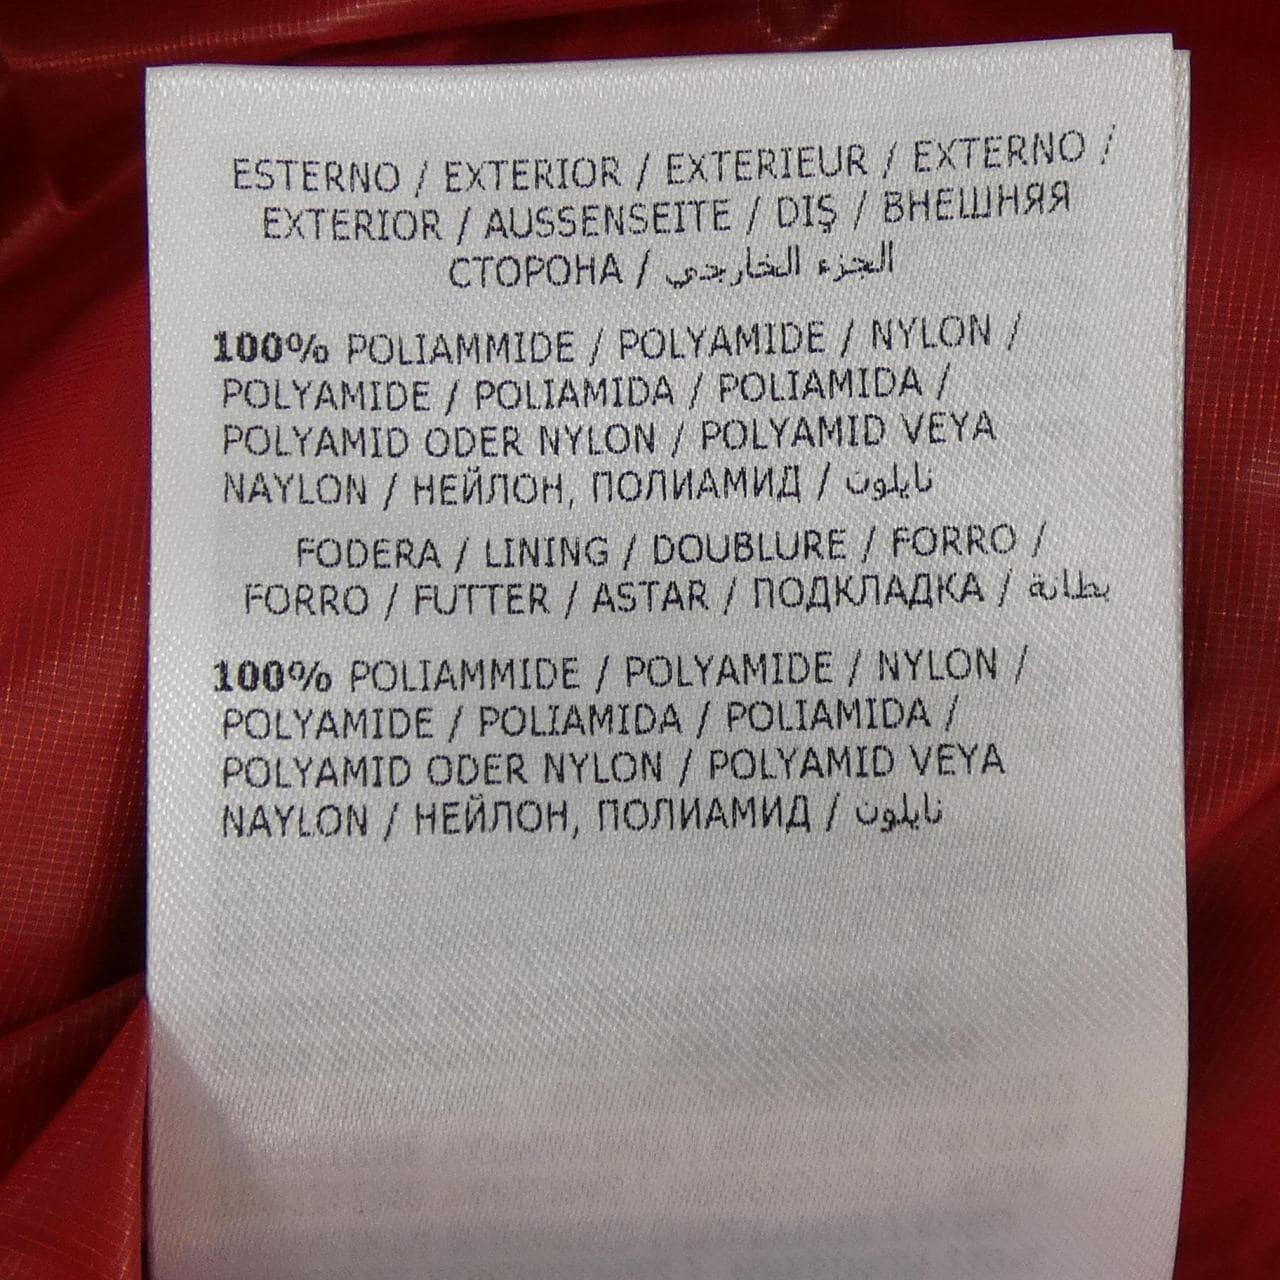 ESTERNO / EXTERIOR / EXTERIEUR / EXTERNO /
EXTERIOR / AUSSENSEITE / DIŞ / ВНЕШНЯЯ
СТОРОНА / الجزء الخارجي
100% POLIAMMIDE / POLYAMIDE / NYLON /
POLYAMIDE / POLIAMIDA / POLIAMIDA /
POLYAMID ODER NYLON / POLYAMID VEYA
NAYLON / НЕЙЛОН, ПОЛИАМИД / نايلون
FODERA / LINING / DOUBLURE / FORRO /
FORRO / FUTTER / ASTAR / ПОДКЛАДКА / بطانة
100% POLIAMMIDE / POLYAMIDE / NYLON /
POLYAMIDE / POLIAMIDA / POLIAMIDA /
POLYAMID ODER NYLON / POLYAMID VEYA
NAYLON / НЕЙЛОН, ПОЛИАМИД / نايلون